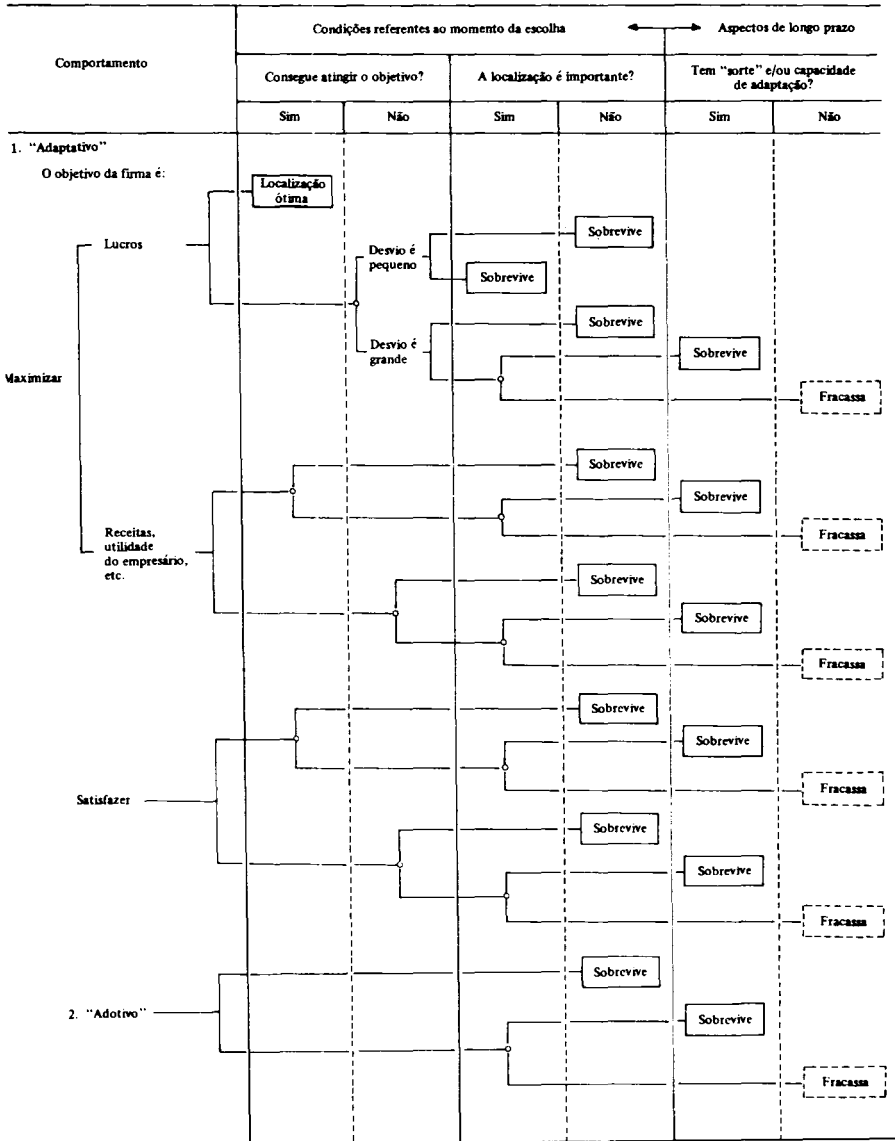 Condições referentes ao momento da escolha
Aspectos de longo prazo
Comportamento
Consegue atingir o objetivo?
A localização é importante?
Tem "sorte" e/ou capacidade
de adaptação?
Sim
Não
Sim
Não
Sim
Não
1. "Adaptativo"
O objetivo da firma é:
Localização
ótima
Lucros
Desvio é
pequeno
Sobrevive
Sobrevive
Sobrevive
Desvio é
grande
Sobrevive
Maximizar
Fracassa
Sobrevive
Sobrevive
Receitas,
utilidade
do empresário,
etc.
Fracassa
Sobrevive
Sobrevive
Fracassa
Sobrevive
Sobrevive
Satisfazer
Fracassa
Sobrevive
Sobrevive
Fracassa
Sobrevive
2. "Adotivo"
Sobrevive
Fracassa